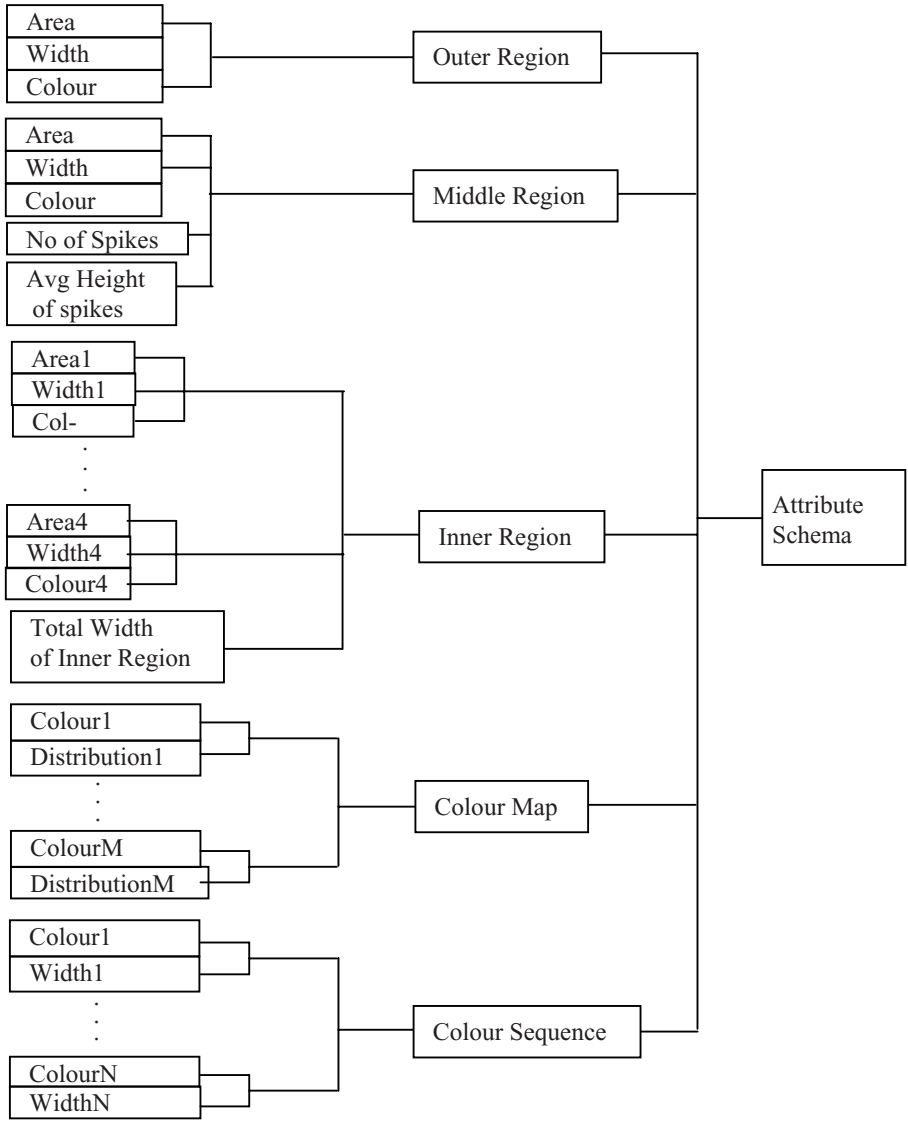 Area
Width
Colour
Outer Region
Area
Width
Colour
No of Spikes
Avg Height
of spikes
Middle Region
Area1
Width1
Col-
Area4
Width4
Colour4
Total Width
of Inner Region
Inner Region
Colour1
Distribution1
ColourM
DistributionM
Colour Map
Colour1
Width1
ColourN
WidthN
Colour Sequence
Attribute
Schema